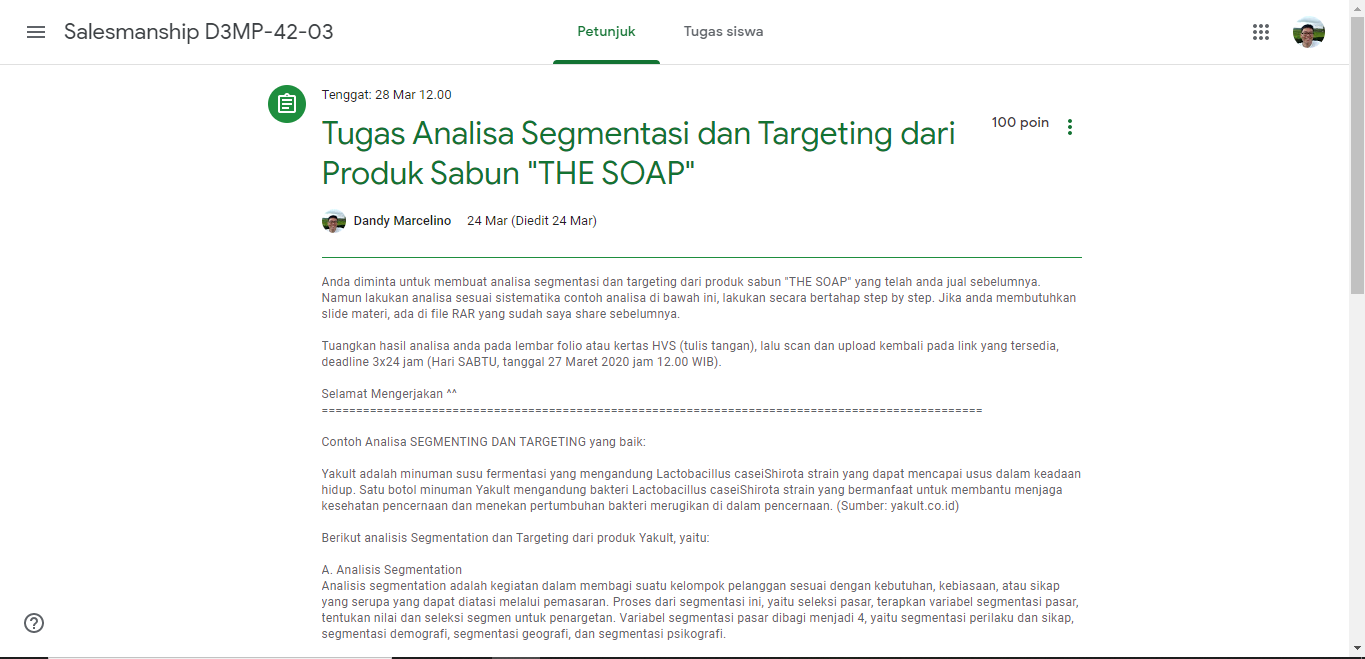 Salesmanship D3MP-42-03
Petunjuk
Tugas siswa
Tenggat: 28 Mar 12.00
Tugas Analisa Segmentasi dan Targeting dari
Produk Sabun "THE SOAP"
100 poin
Dandy Marcelino 24 Mar (Diedit 24 Mar)
Anda diminta untuk membuat analisa segmentasi dan targeting dari produk sabun "THE SOAP" yang telah anda jual sebelumnya.
Namun lakukan analisa sesuai sistematika contoh analisa di bawah ini, lakukan secara bertahap step by step. Jika anda membutuhkan
slide materi, ada di file RAR yang sudah saya share sebelumnya.
Tuangkan hasil analisa anda pada lembar folio atau kertas HVS (tulis tangan), lalu scan dan upload kembali pada link yang tersedia,
deadline 3x24 jam (Hari SABTU, tanggal 27 Maret 2020 jam 12.00 WIB).
Selamat Mengerjakan ^^
================================================================================================
Contoh Analisa SEGMENTING DAN TARGETING yang baik:
Yakult adalah minuman susu fermentasi yang mengandung Lactobacillus caseiShirota strain yang dapat mencapai usus dalam keadaan
hidup. Satu botol minuman Yakult mengandung bakteri Lactobacillus caseiShirota strain yang bermanfaat untuk membantu menjaga
kesehatan pencernaan dan menekan pertumbuhan bakteri merugikan di dalam pencernaan. (Sumber: yakult.co.id)
Berikut analisis Segmentation dan Targeting dari produk Yakult, yaitu:
A. Analisis Segmentation
Analisis segmentation adalah kegiatan dalam membagi suatu kelompok pelanggan sesuai dengan kebutuhan, kebiasaan, atau sikap
yang serupa yang dapat diatasi melalui pemasaran. Proses dari segmentasi ini, yaitu seleksi pasar, terapkan variabel segmentasi pasar,
tentukan nilai dan seleksi segmen untuk penargetan. Variabel segmentasi pasar dibagi menjadi 4, yaitu segmentasi perilaku dan sikap,
segmentasi demografi, segmentasi geografi, dan segmentasi psikografi.